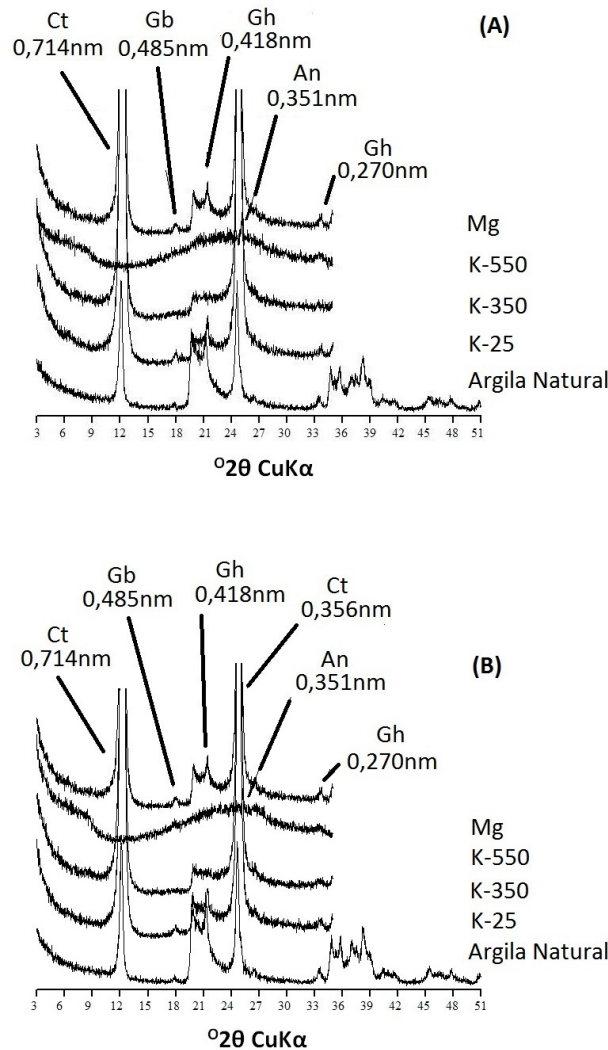 Ct
0,714nm
Gb
0,485nm
Gh
0,418nm
An
0,351nm
Gh
0,270nm
(A)
Mg
K-550
K-350
K-25
Argila Natural
3 6 9 12 15 18 21 24 27 30 33 36 39 42 45 48 51
º2θ CuKα
Ct
0,714nm
Gb
0,485nm
Gh
0,418nm
Ct
0,356nm
An
0,351nm
Gh
0,270nm
(B)
Mg
K-550
K-350
K-25
Argila Natural
3 6 9 12 15 18 21 24 27 30 33 36 39 42 45 48 51
º2θ CuKα